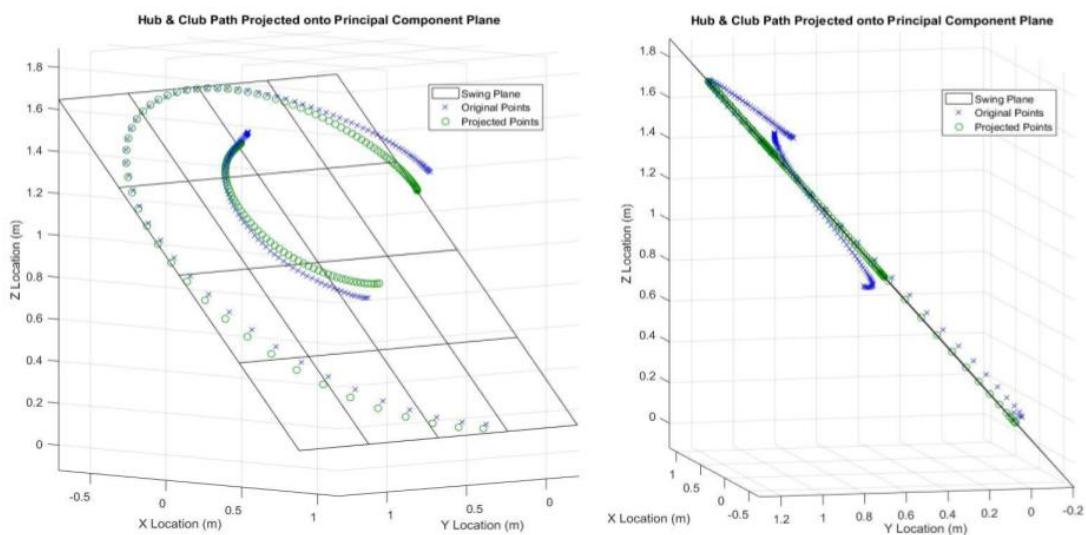 Hub & Club Path Projected onto Principal Component Plane
1.8
1.6
1.4
1.2
1
0.8
0.6
0.4
0.2
0
Z Location (m)
Swing Plane
Original Points
Projected Points
-0.5
0
0.5
1
X Location (m)
1
0.5
0
Y Location (m)
Hub & Club Path Projected onto Principal Component Plane
1.8
1.6
1.4
1.2
1
0.8
0.6
0.4
0.2
0
Z Location (m)
Swing Plane
Original Points
Projected Points
1
0.5
0
-0.5
X Location (m)
1.2
1
0.8
0.6
0.4
0.2
0
-0.2
Y Location (m)